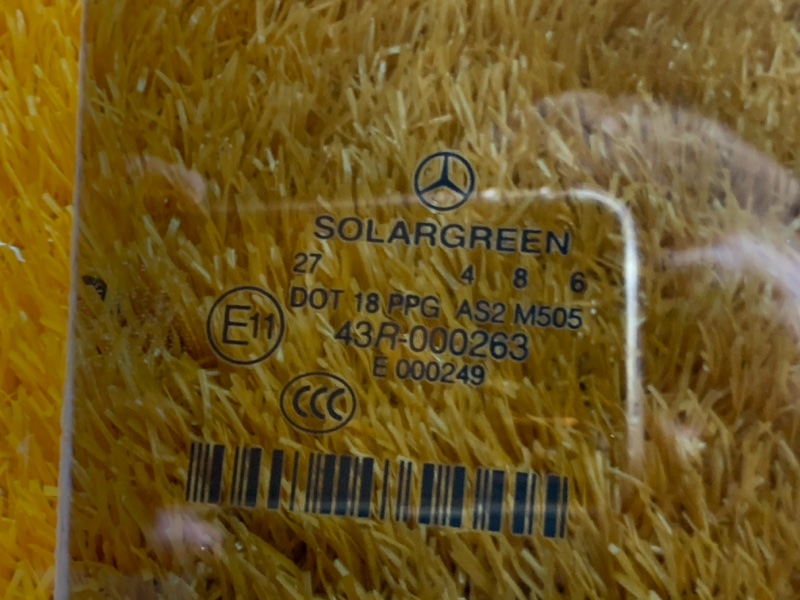 SOLARGREEN
27 4 8 6
DOT 18 PPG AS2 M505
E11
43R-000263
E 000249
CCC